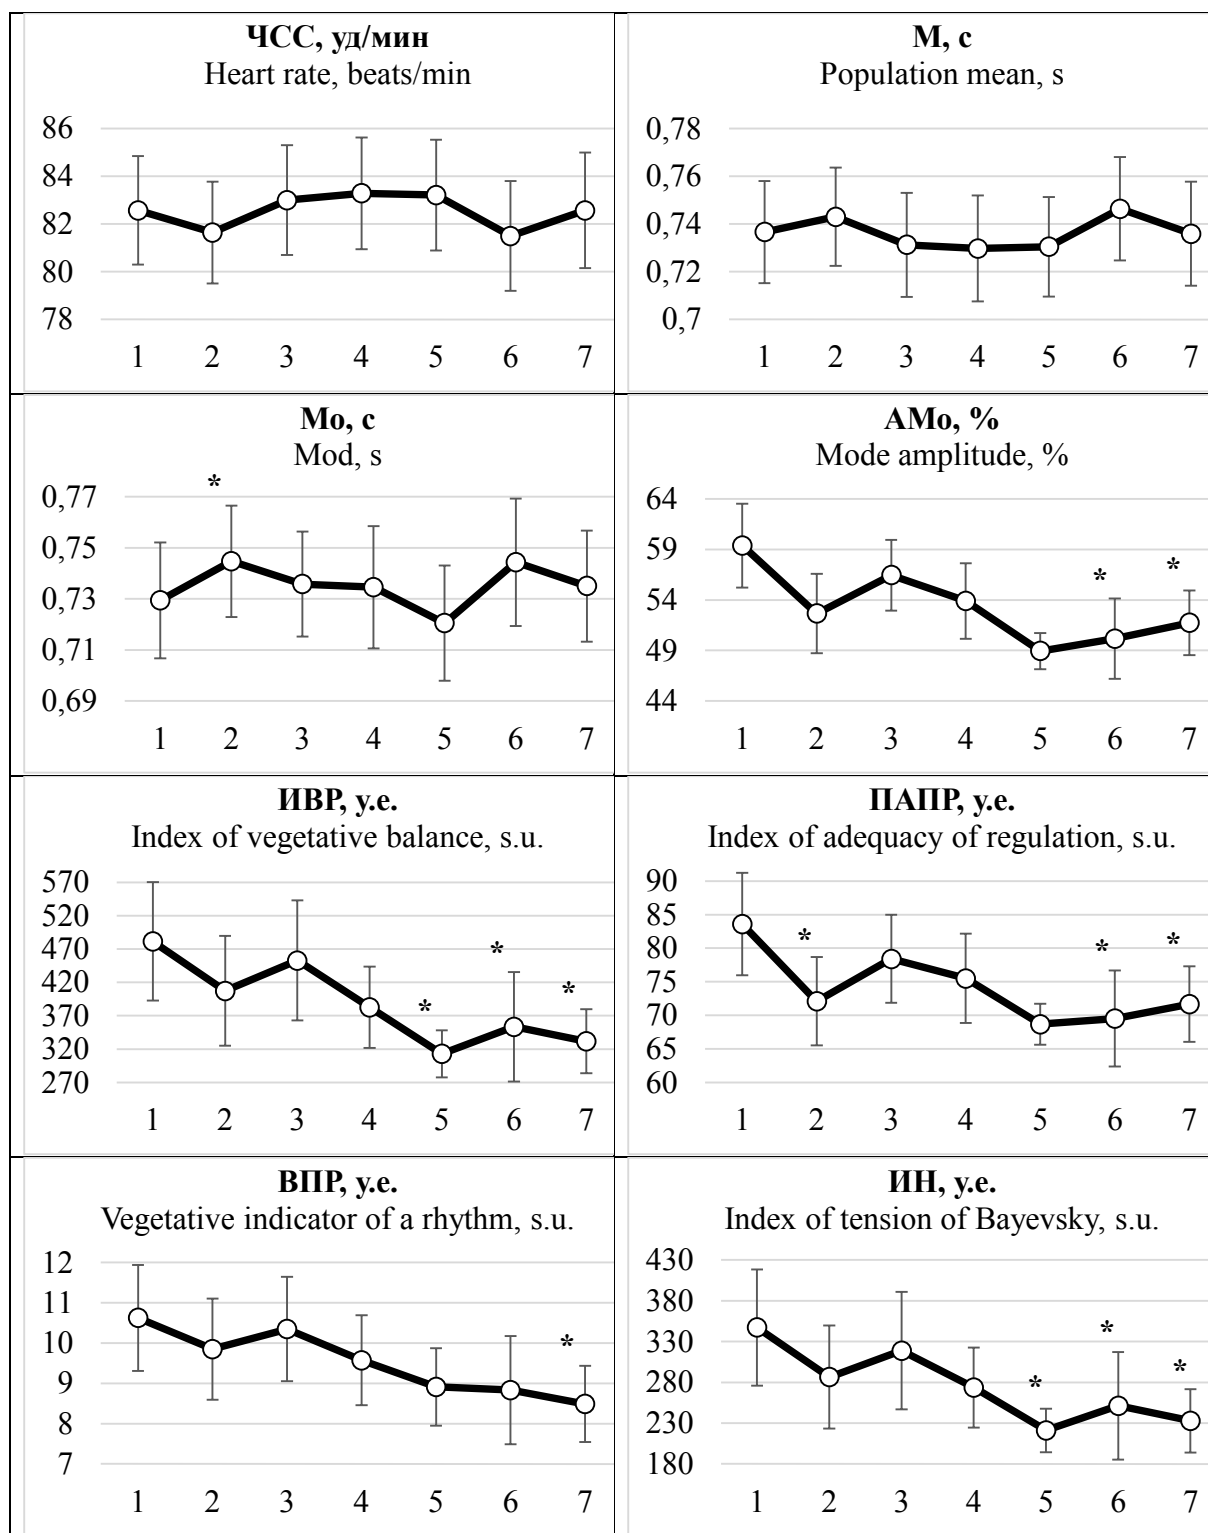 ЧСС, уд/мин
Heart rate, beats/min
86
84
82
80
78
1 2 3 4 5 6 7
М, с
Population mean, s
0,78
0,76
0,74
0,72
0,7
1 2 3 4 5 6 7
Мо, с
Mod, s
*
0,77
0,75
0,73
0,71
0,69
1 2 3 4 5 6 7
АМо, %
Mode amplitude, %
64
59
54
49
44
* *
1 2 3 4 5 6 7
ИВР, у.е.
Index of vegetative balance, s.u.
570
520
470
420
370
320
270
* * *
1 2 3 4 5 6 7
ПАПР, у.е.
Index of adequacy of regulation, s.u.
90
85
80
75
70
65
60
* * *
1 2 3 4 5 6 7
ВПР, у.е.
Vegetative indicator of a rhythm, s.u.
12
11
10
9
8
7
*
1 2 3 4 5 6 7
ИН, у.е.
Index of tension of Bayevsky, s.u.
430
380
330
280
230
180
* * *
1 2 3 4 5 6 7